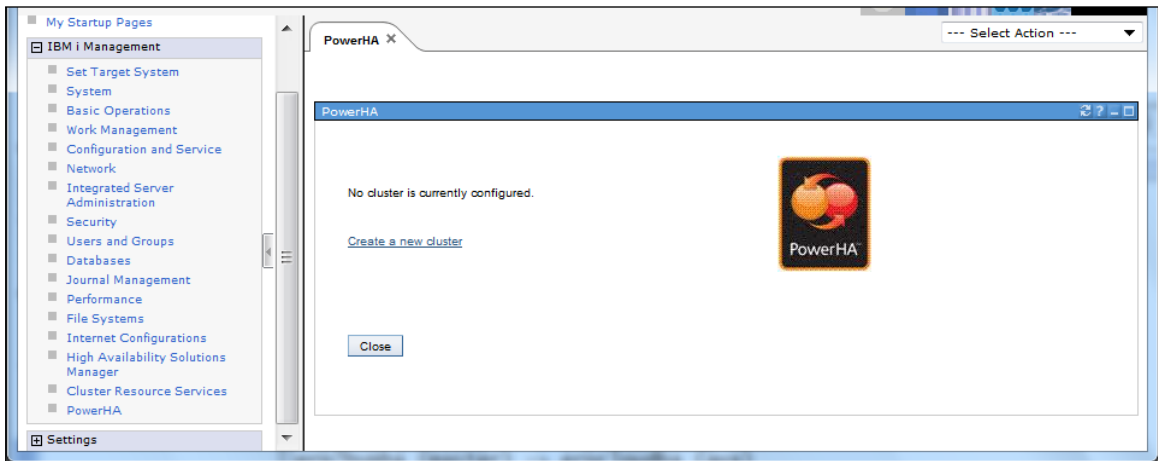 My Startup Pages
IBM i Management
Set Target System
System
Basic Operations
Work Management
Configuration and Service
Network
Integrated Server
Administration
Security
Users and Groups
Databases
Journal Management
Performance
File Systems
Internet Configurations
High Availability Solutions
Manager
Cluster Resource Services
PowerHA
Settings
PowerHA
--- Select Action ---
PowerHA
No cluster is currently configured.
Create a new cluster
PowerHA™
Close